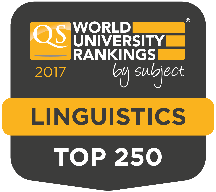 QS WORLD
UNIVERSITY
RANKINGS
2017 by subject
LINGUISTICS
TOP 250